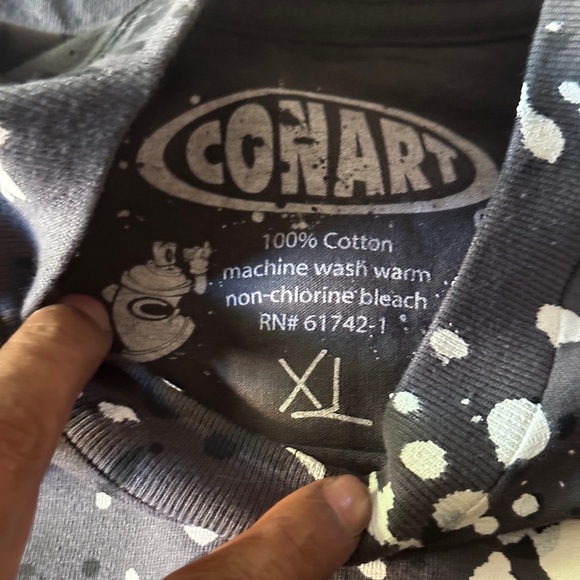 CONART
100% Cotton
machine wash warm
non-chlorine bleach
RN# 61742-1
XL
C